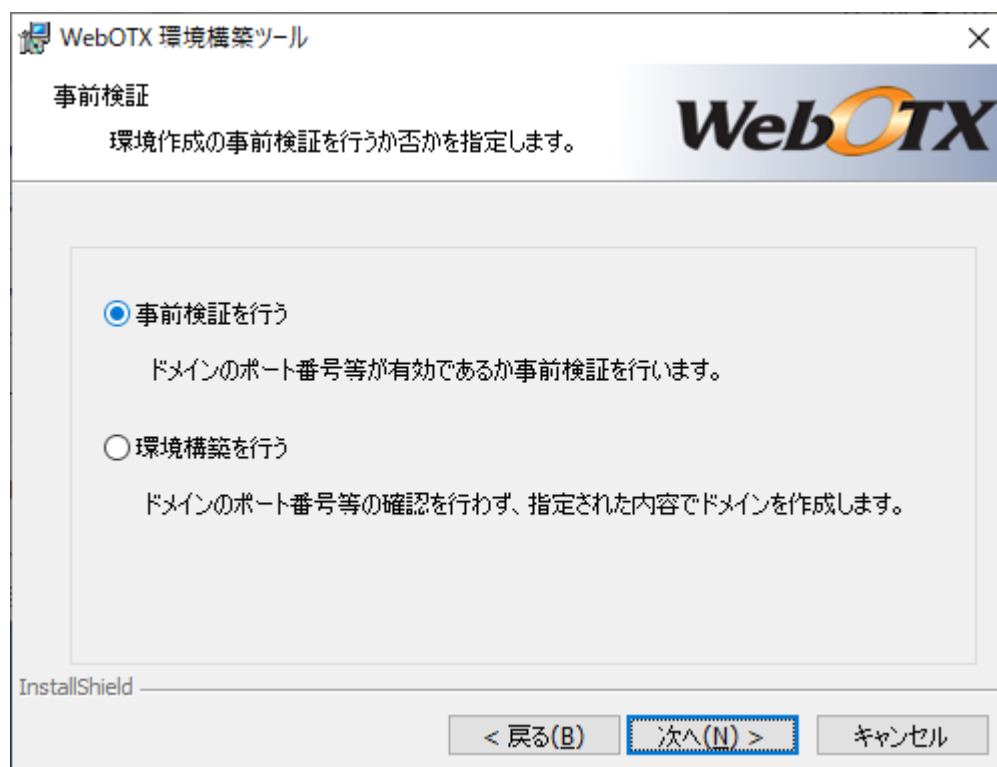 WebOTX 環境構築ツール
事前検証
環境作成の事前検証を行うか否かを指定します。
WebOTX
事前検証を行う
ドメインのポート番号等が有効であるか事前検証を行います。
環境構築を行う
ドメインのポート番号等の確認を行わず、指定された内容でドメインを作成します。
InstallShield
< 戻る(B)
次へ(N) >
キャンセル